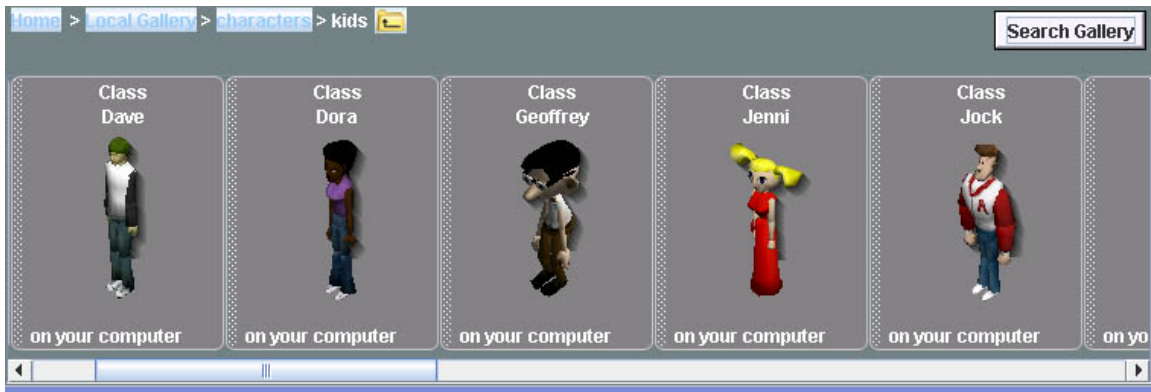 Home > Local Gallery > characters > kids
Search Gallery
Class
Dave
on your computer
Class
Dora
on your computer
Class
Geoffrey
on your computer
Class
Jenni
on your computer
Class
Jock
A
on your computer
on yo